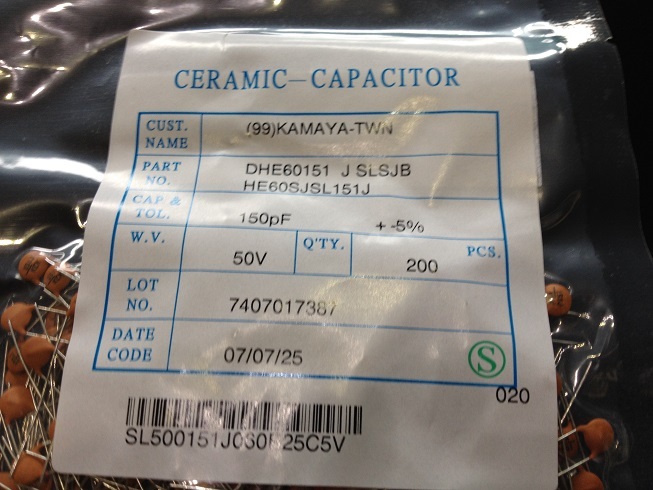 CERAMIC-CAPACITOR
CUST. NAME (99)KAMAYA-TWN
PART NO. DHE60151 J SLSJB
HE60SJSL151J
CAP. & TOL. 150pF + -5%
W.V. 50V Q'TY. 200 PCS.
LOT NO. 7407017387
DATE CODE 07/07/25 S
020